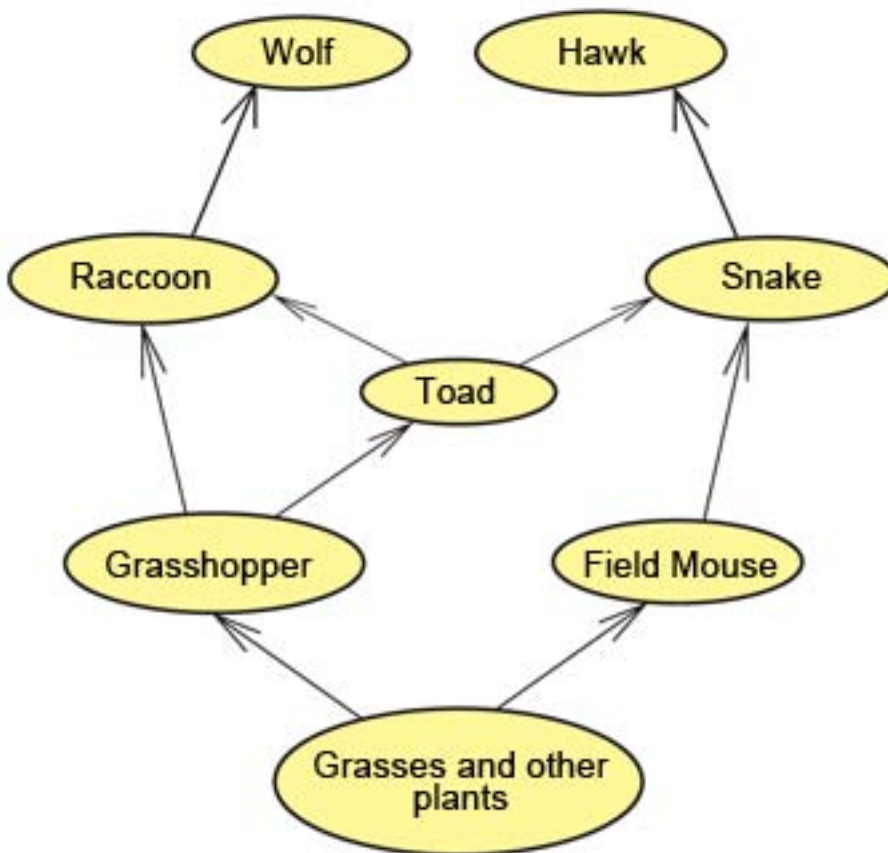 Wolf
Hawk
Raccoon
Snake
Toad
Grasshopper
Field Mouse
Grasses and other
plants